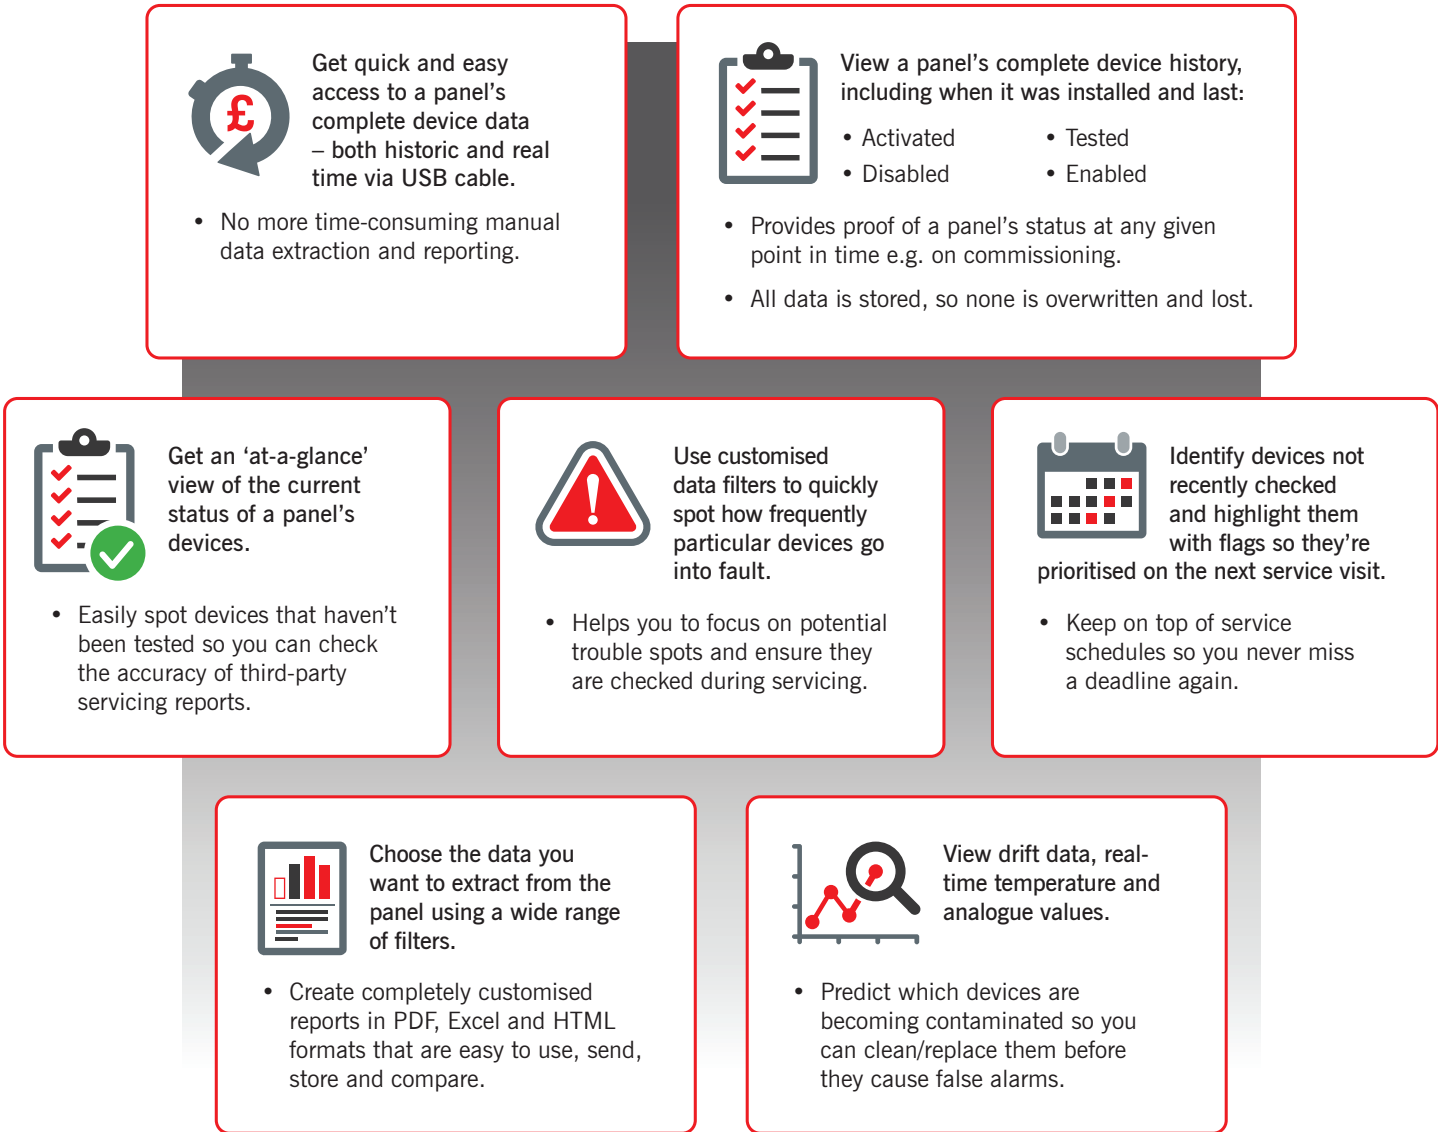 £
Get quick and easy
access to a panel’s
complete device data
– both historic and real
time via USB cable.
• No more time-consuming manual
data extraction and reporting.
View a panel’s complete device history,
including when it was installed and last:
• Activated • Tested
• Disabled • Enabled
• Provides proof of a panel’s status at any given
point in time e.g. on commissioning.
• All data is stored, so none is overwritten and lost.
Get an ‘at-a-glance’
view of the current
status of a panel’s
devices.
• Easily spot devices that haven’t
been tested so you can check
the accuracy of third-party
servicing reports.
!
Use customised
data filters to quickly
spot how frequently
particular devices go
into fault.
• Helps you to focus on potential
trouble spots and ensure they
are checked during servicing.
Identify devices not
recently checked
and highlight them
with flags so they’re
prioritised on the next service visit.
• Keep on top of service
schedules so you never miss
a deadline again.
Choose the data you
want to extract from the
panel using a wide range
of filters.
• Create completely customised
reports in PDF, Excel and HTML
formats that are easy to use, send,
store and compare.
View drift data, real-
time temperature and
analogue values.
• Predict which devices are
becoming contaminated so you
can clean/replace them before
they cause false alarms.